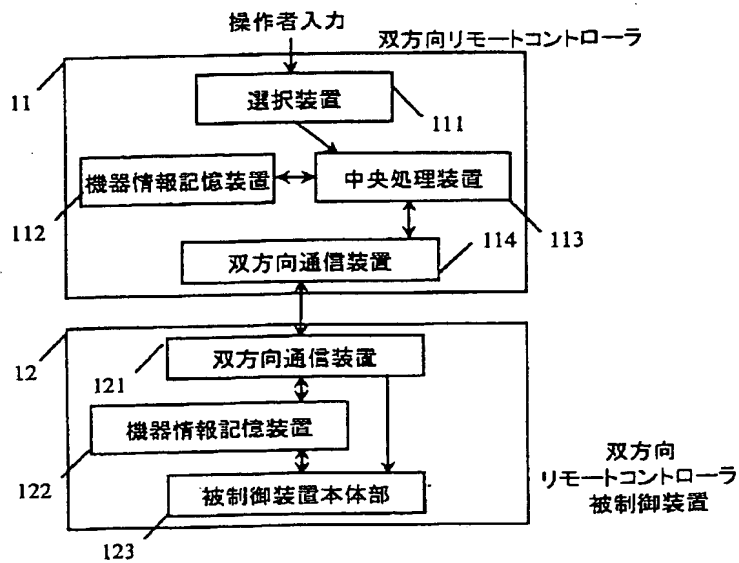 操作者入力
双方向リモートコントローラ
11
選択装置
111
機器情報記憶装置
中央処理装置
112
113
双方向通信装置
114
12
双方向通信装置
121
機器情報記憶装置
122
被制御装置本体部
123
双方向
リモートコントローラ
被制御装置